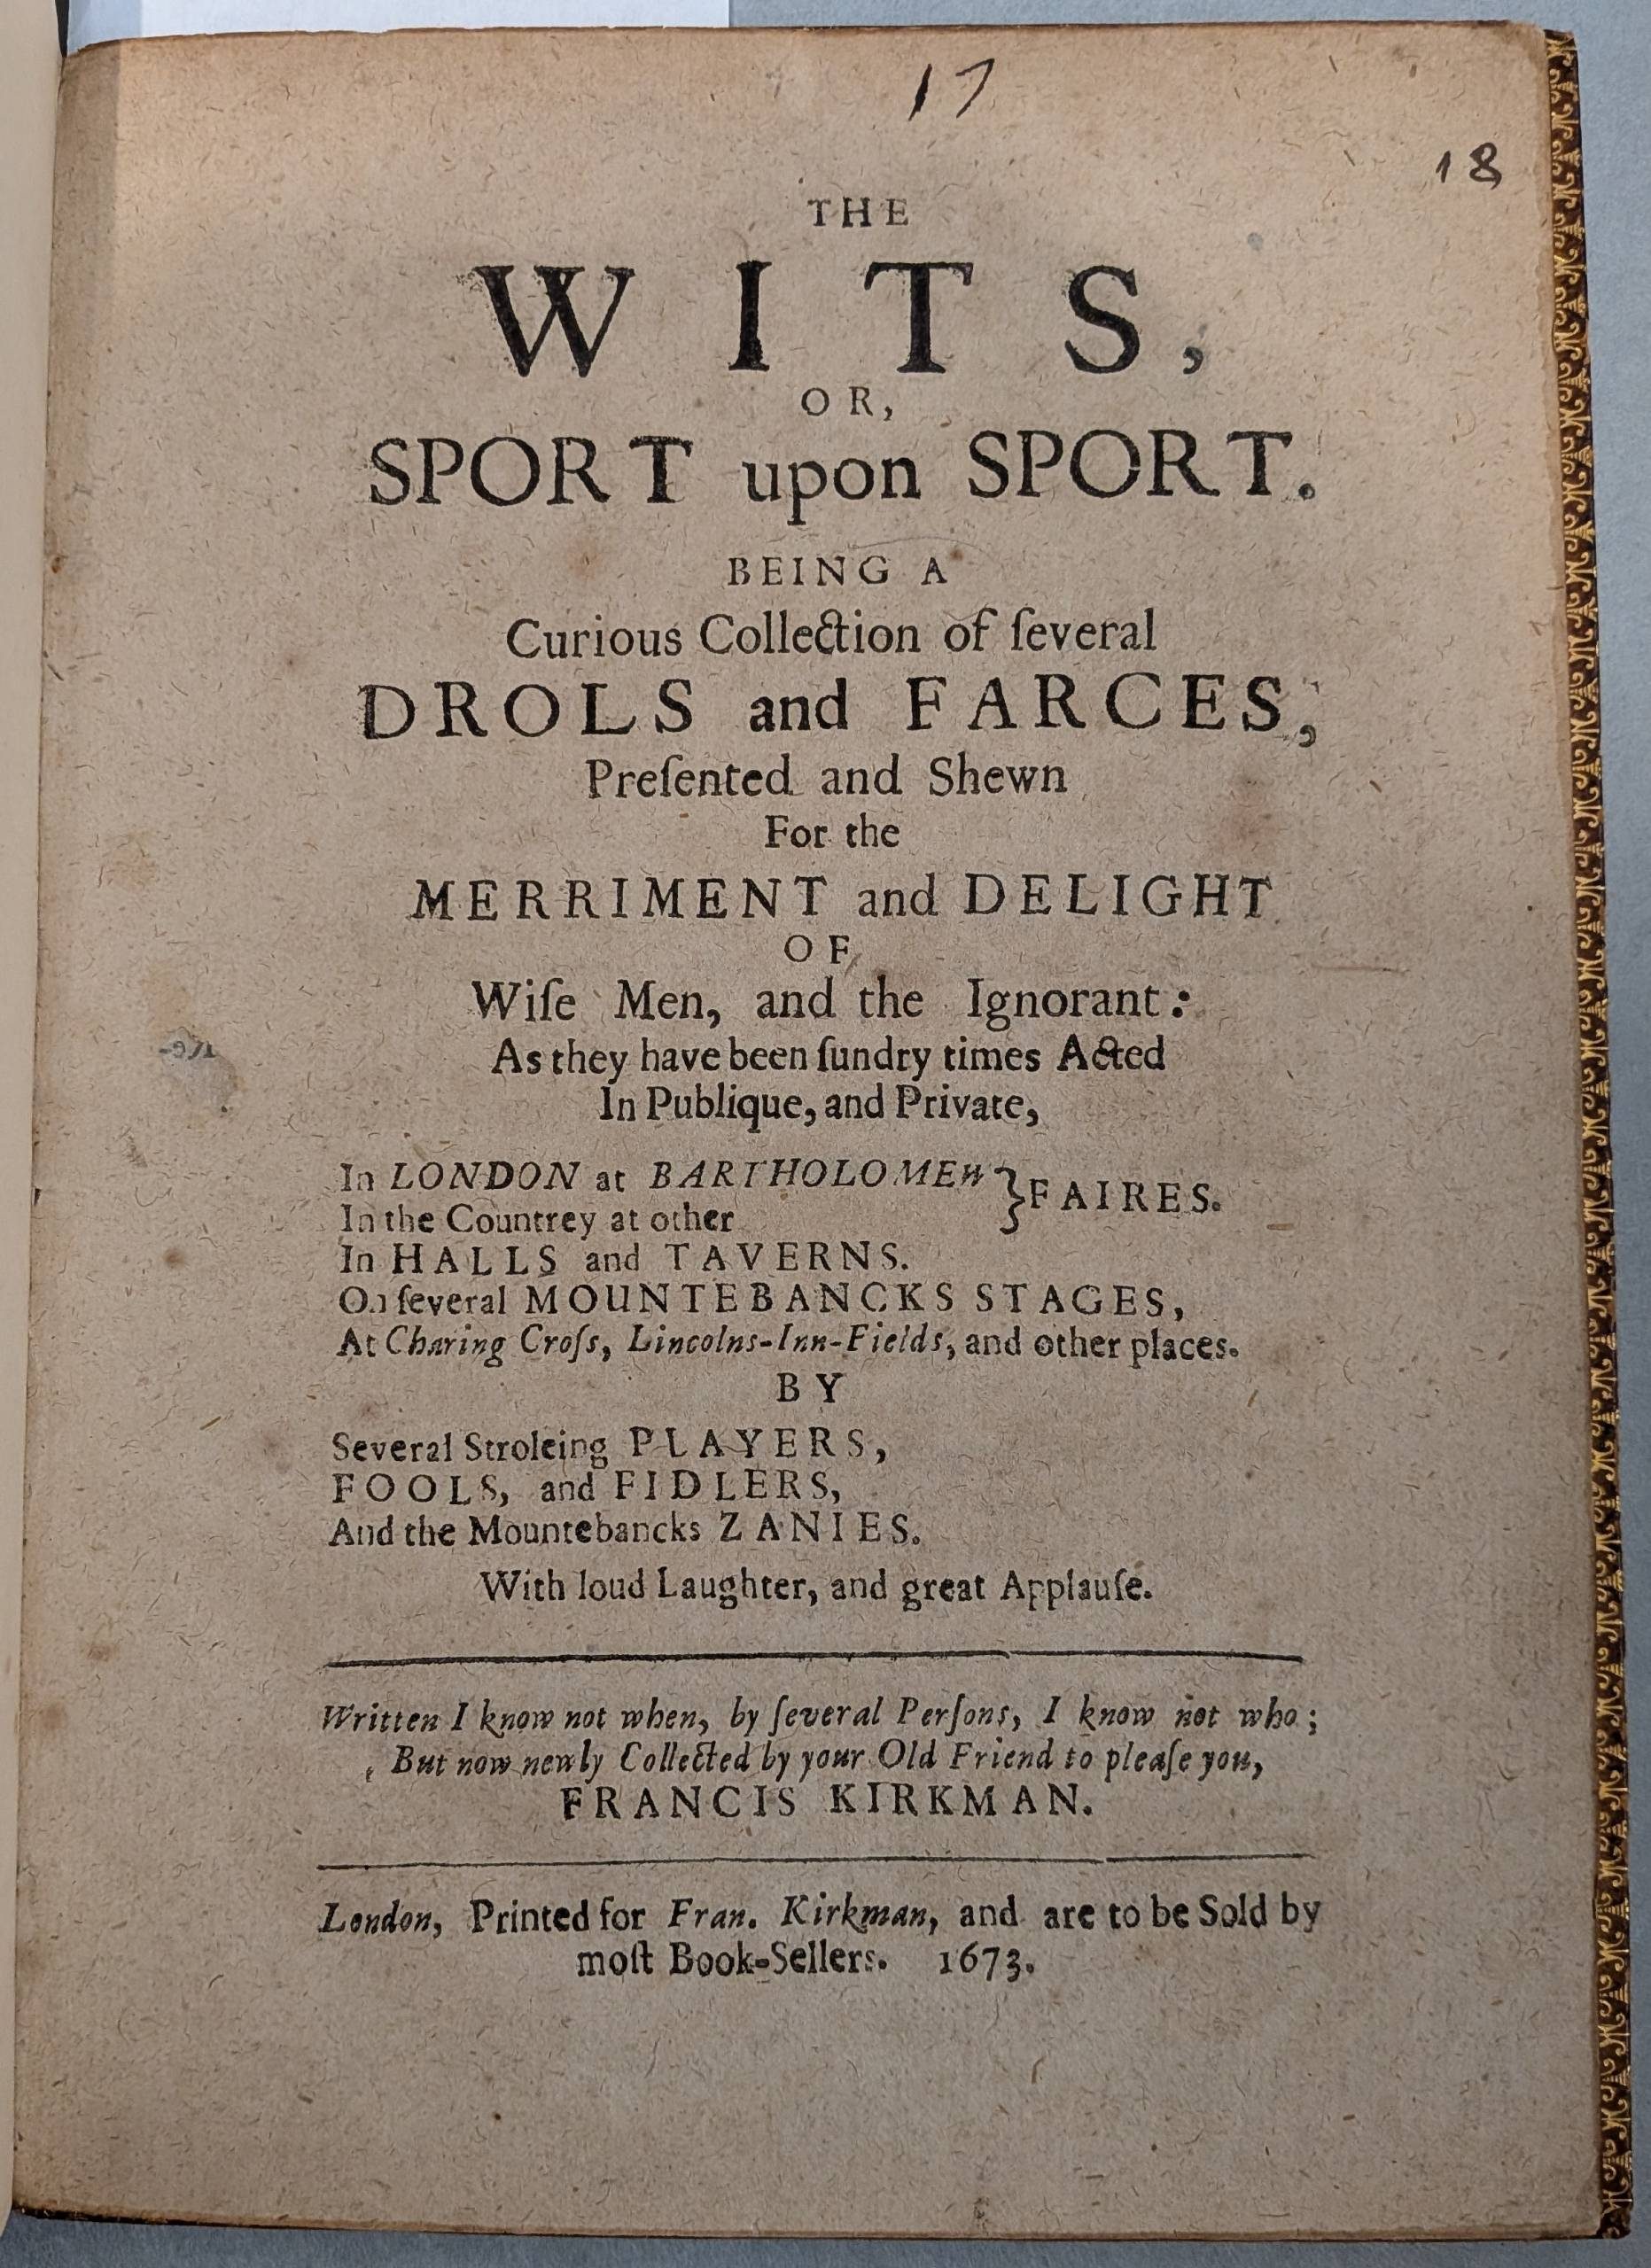 17
18
THE
WITS,
OR,
SPORT upon SPORT.
BEING A
Curious Collection of ſeveral
DROLS and FARCES,
Preſented and Shewn
For the
MERRIMENT and DELIGHT
OF
Wiſe Men, and the Ignorant:
As they have been ſundry times Acted
In Publique, and Private,
In LONDON at BARTHOLOMEW
In the Countrey at other
} FAIRES.
In HALLS and TAVERNS.
On ſeveral MOUNTEBANCKS STAGES,
At Charing Croſs, Lincolns-Inn-Fields, and other places.
BY
Several Stroleing PLAYERS,
FOOLS, and FIDLERS,
And the Mountebancks ZANIES.
With loud Laughter, and great Applauſe.
Written I know not when, by ſeveral Perſons, I know not who;
But now newly Collected by your Old Friend to pleaſe you,
FRANCIS KIRKMAN.
London, Printed for Fran. Kirkman, and are to be Sold by
moſt Book-Sellers. 1673.